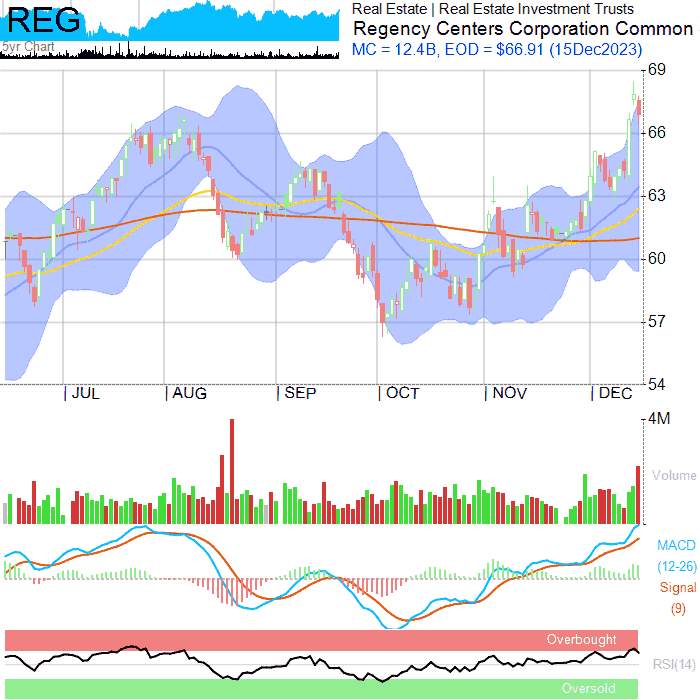 REG
5yr Chart
Real Estate | Real Estate Investment Trusts
Regency Centers Corporation Common
MC = 12.4B, EOD = $66.91 (15Dec2023)
69
66
63
60
57
54
| JUL | AUG | SEP | OCT | NOV | DEC
4M
Volume
MACD
(12-26)
Signal
(9)
Overbought
RSI(14)
Oversold